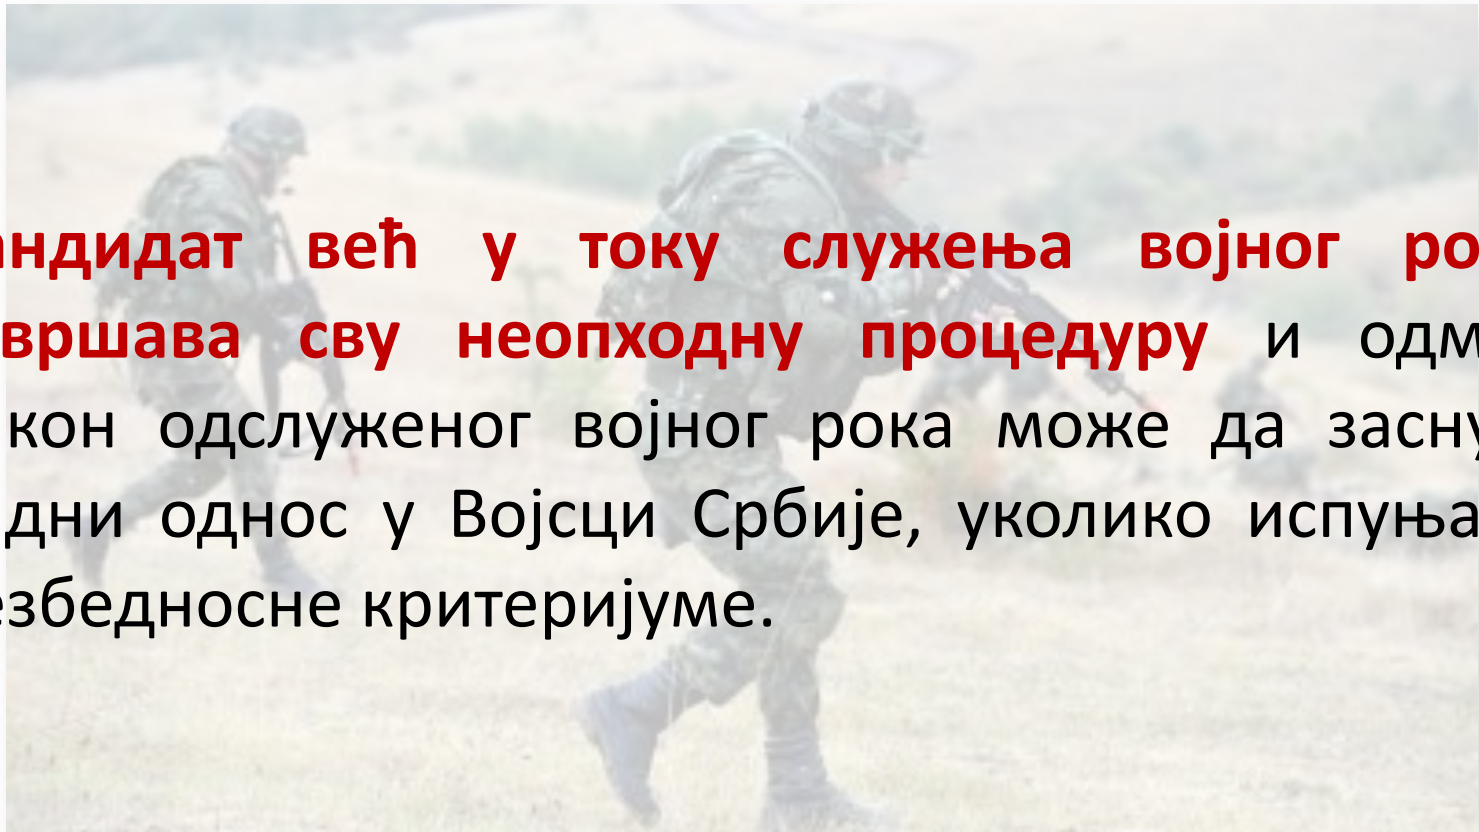 андидат већ у току служења војног ро
вршава сву неопходну процедуру и одм
кон одслуженог војног рока може да засну
дни однос у Војсци Србије, уколико испуња
езбедносне критеријуме.